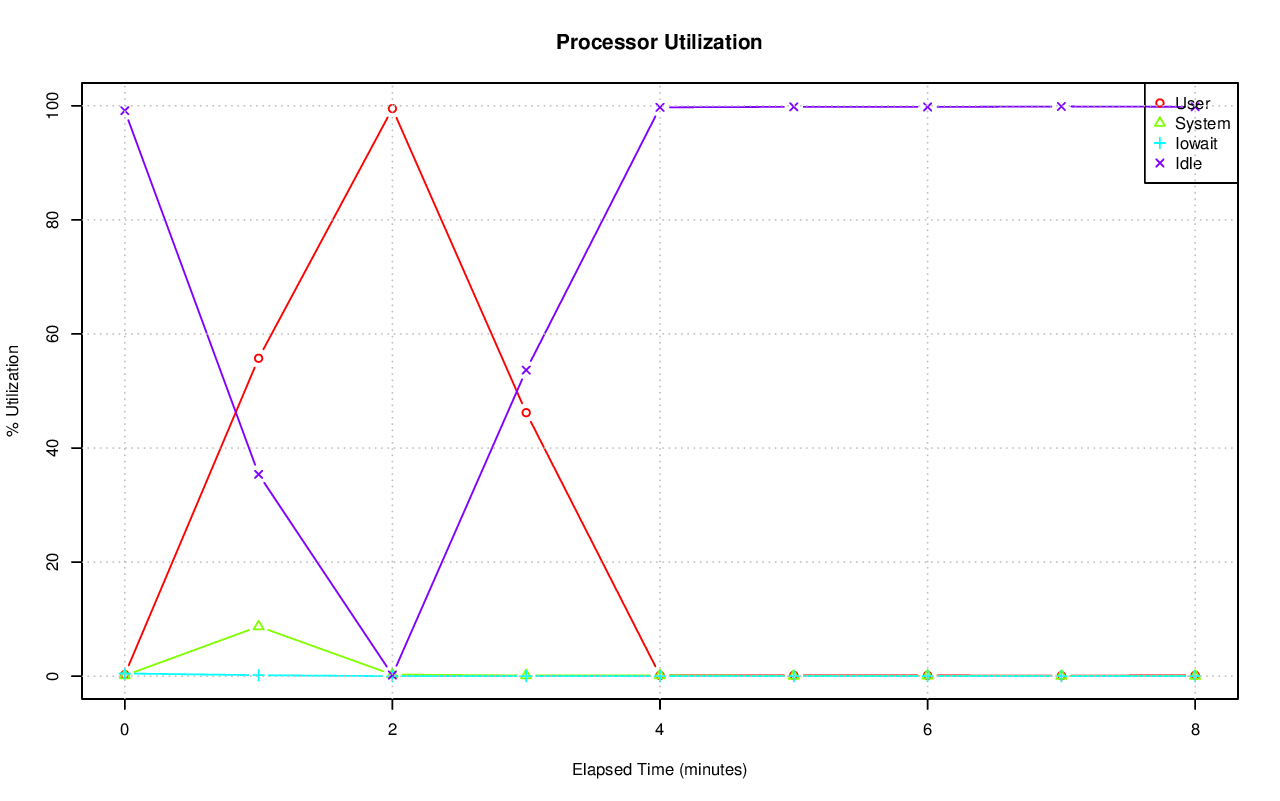 Processor Utilization
% Utilization
100
80
60
40
20
0
User
System
Iowait
Idle
0 2 4 6 8
Elapsed Time (minutes)